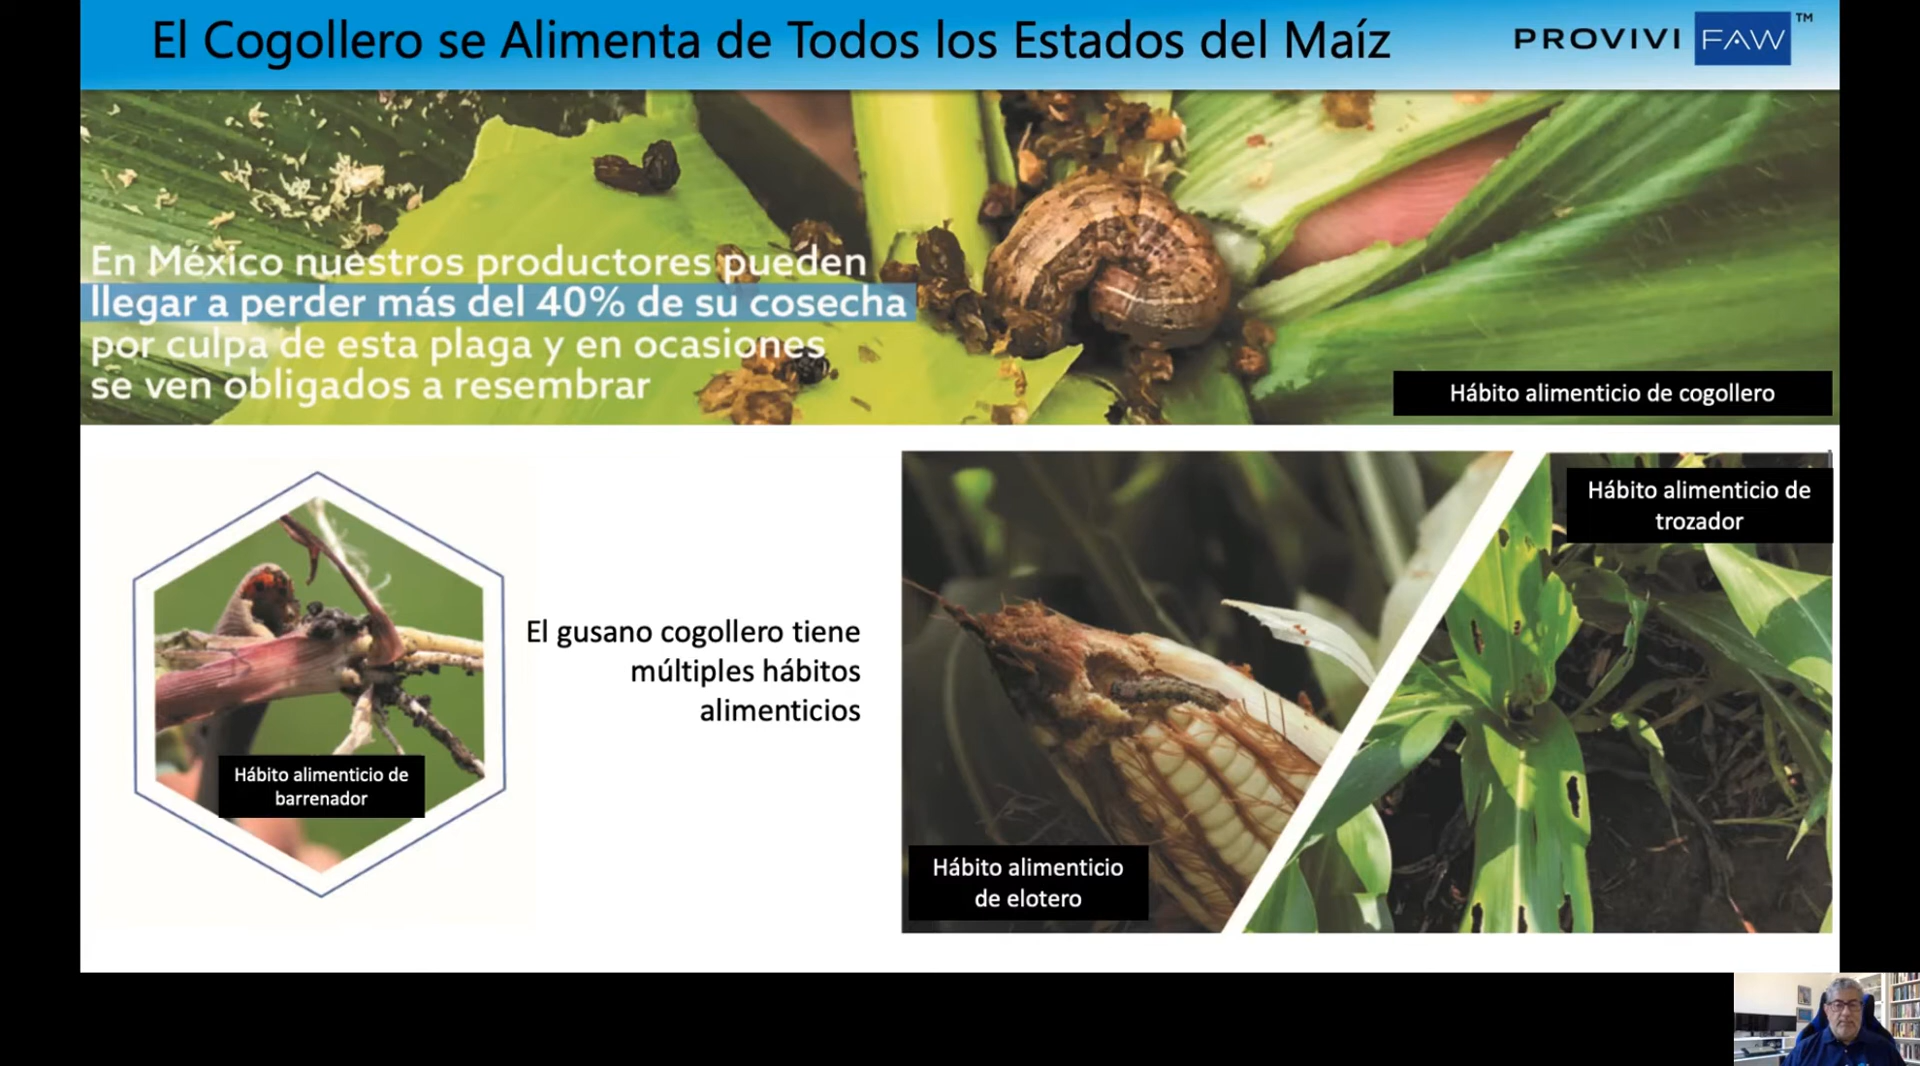 El Cogollero se Alimenta de Todos los Estados del Maíz
PROVIVI FAW™
En México nuestros productores pueden
llegar a perder más del 40% de su cosecha
por culpa de esta plaga y en ocasiones
se ven obligados a resembrar
Hábito alimenticio de cogollero
Hábito alimenticio de
barrenador
El gusano cogollero tiene
múltiples hábitos
alimenticios
Hábito alimenticio
de elotero
Hábito alimenticio de
trozador